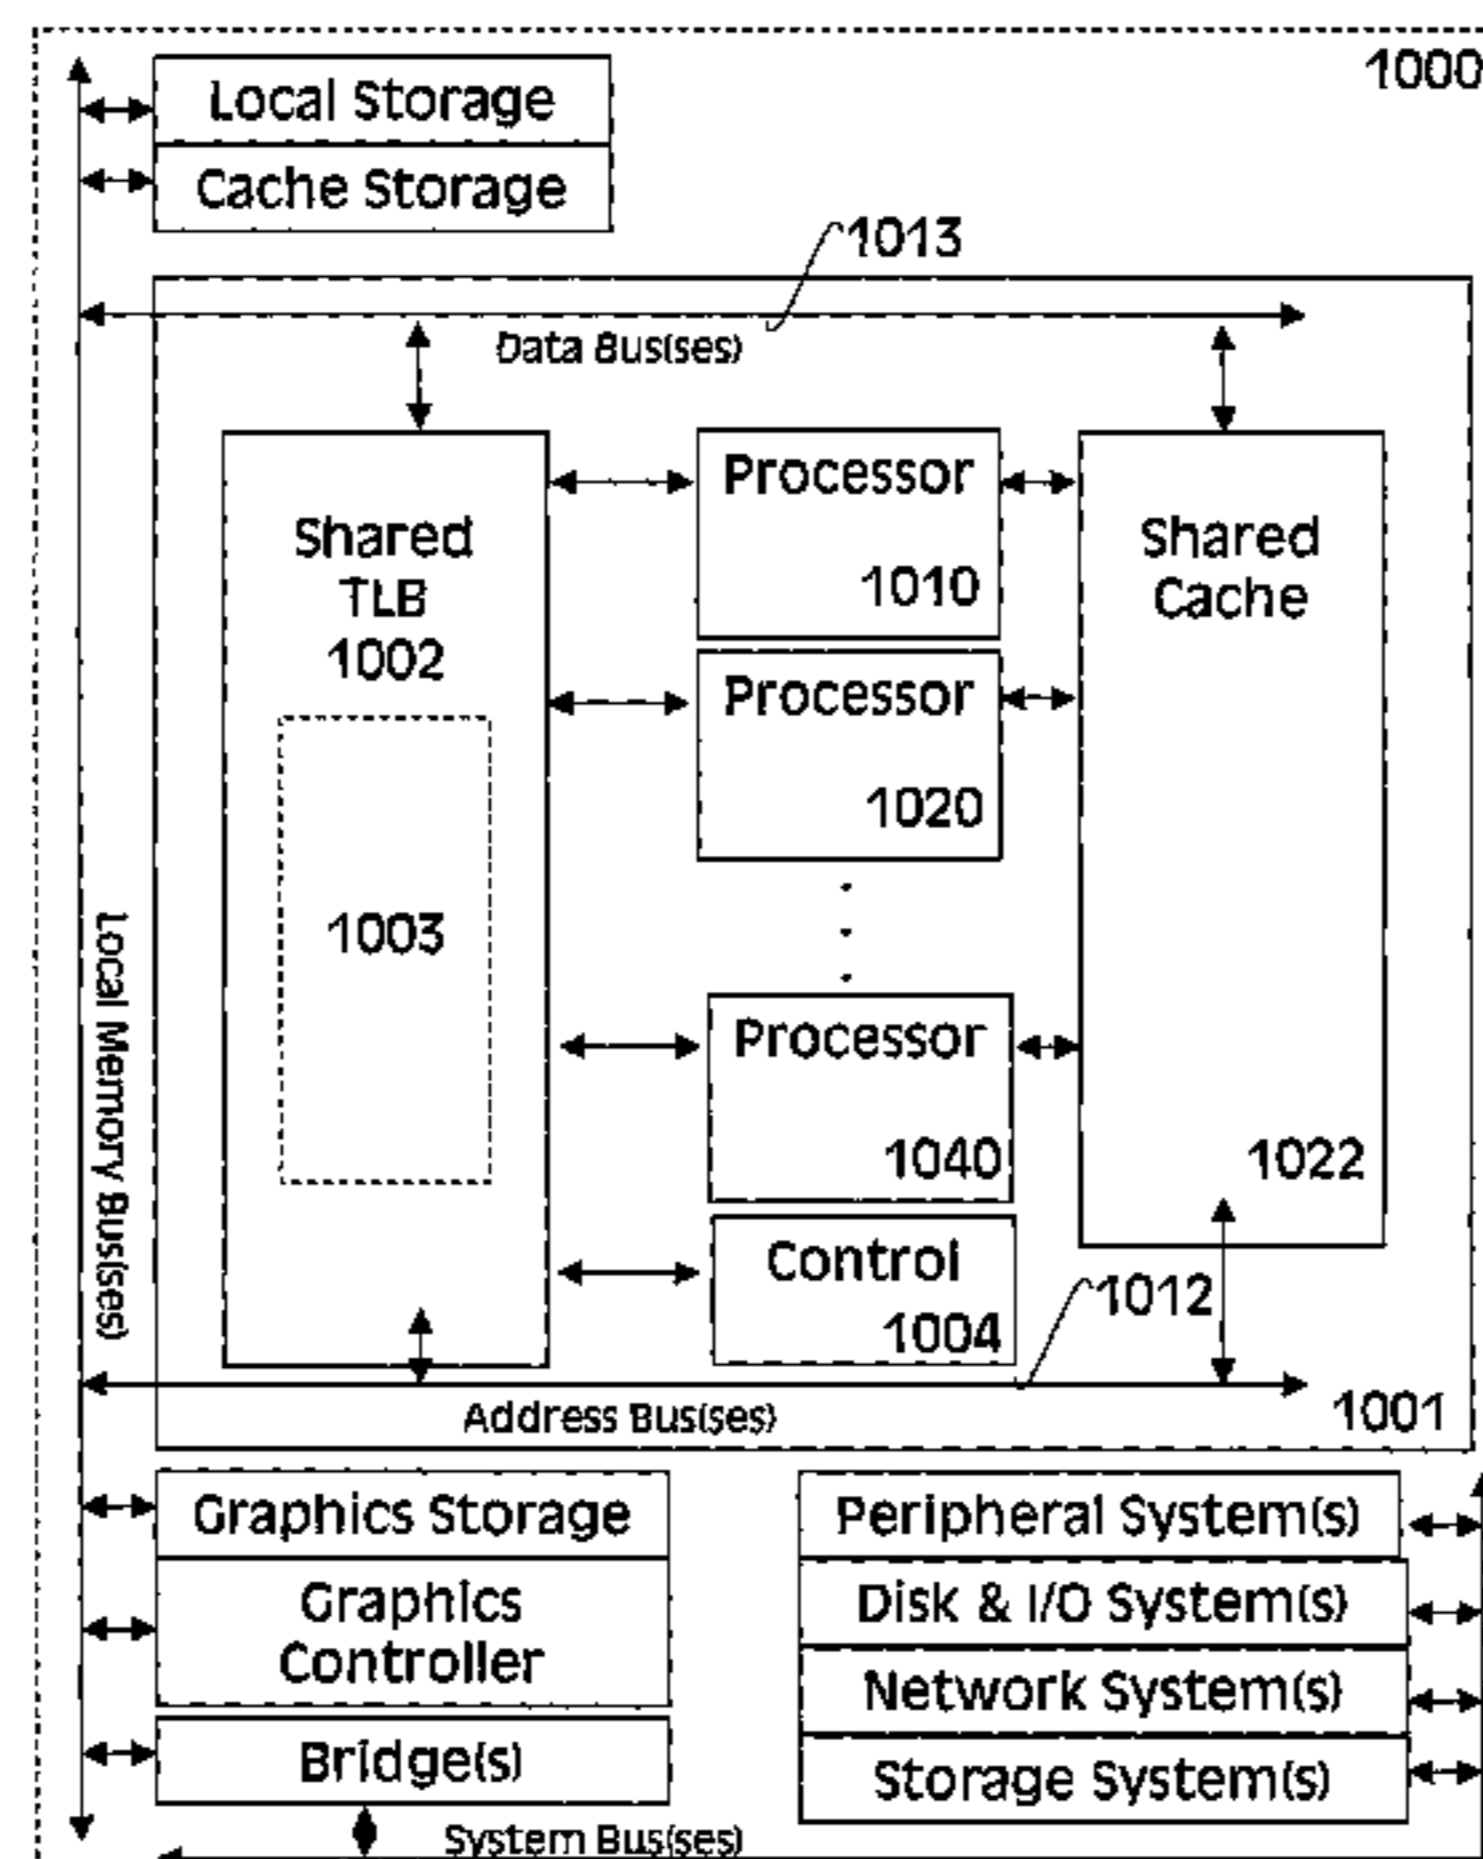 1000
Local Storage
Cache Storage
1013
Data Bus(ses)
Shared
TLB
1002
1003
Processor
1010
Processor
1020
Processor
1040
Control
1004
Shared
Cache
1022
1012
Address Bus(ses)
1001
Local Memory Bus(ses)
Graphics Storage
Graphics
Controller
Bridge(s)
Peripheral System(s)
Disk & I/O System(s)
Network System(s)
Storage System(s)
System Bus(ses)